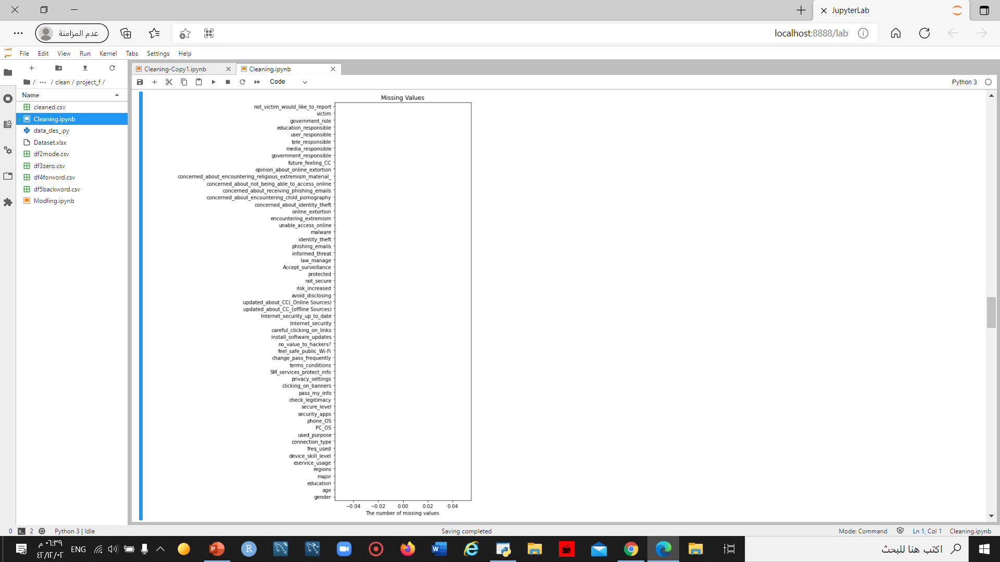 JupyterLab
عدم المزامنة
localhost:8888/lab
File Edit View Run Kernel Tabs Settings Help
Cleaning-Copy1.ipynb
Cleaning.ipynb
/ ··· / clean / project_f /
Code
Python 3
Name
cleaned.csv
Cleaning.ipynb
data_des_.py
Dataset.xlsx
df2mode.csv
df3zero.csv
df4forword.csv
df5backword.csv
Modling.ipynb
Missing Values
not_victim_would_like_to_report
victim
government_role
education_responsible
user_responsible
tele_responsible
media_responsible
government_responsible
future_feeling_CC
opinion_about_online_extortion
concerned_about_encountering_religious_extremism_material_
concerned_about_not_being_able_to_access_online
concerned_about_receiving_phishing_emails
concerned_about_encountering_child_pornography
concerned_about_identity_theft
online_extortion
encountering_extremism
unable_access_online
malware
identity_theft
phishing_emails
informed_threat
law_manage
Accept_surveillance
protected
not_secure
risk_increased
avoid_disclosing
updated_about_CC(_Online Sources)
updated_about_CC_(offline Sources)
Internet_security_up_to_date
Internet_security
careful_clicking_on_links
install_software_updates
no_value_to_hackers?
feel_safe_public_Wi-Fi
change_pass_frequently
terms_conditions
SM_services_protect_info
privacy_settings
clicking_on_banners
pass_my_info
check_legitimacy
secure_level
security_apps
phone_OS
PC_OS
used_purpose
connection_type
freq_used
device_skill_level
eservice_usage
regions
major
education
age
gender
−0.04 −0.02 0.00 0.02 0.04
The number of missing values
0 2 Python 3 | Idle
Saving completed
Mode: Command
Ln 1, Col 1 Cleaning.ipynb
٠٦:٣٩ م
٤٢/١٢/٠٢
ENG
اكتب هنا للبحث